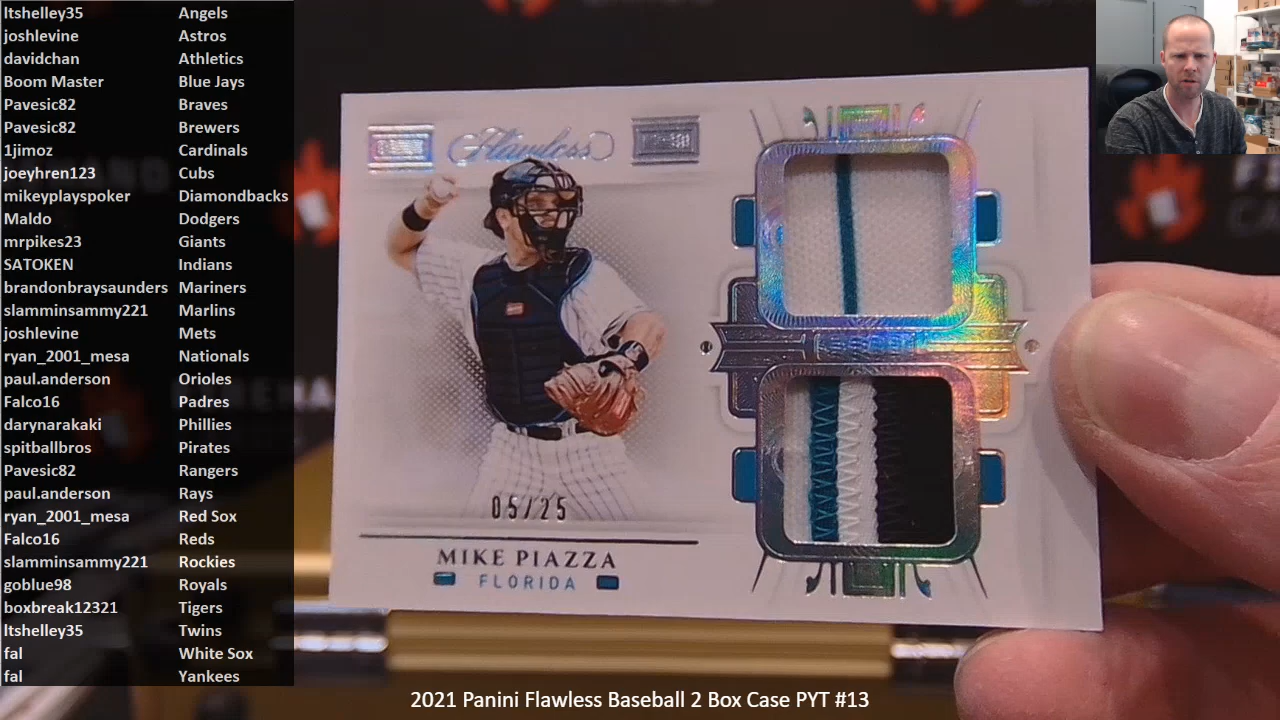 ltshelley35 Angels
joshlevine Astros
davidchan Athletics
Boom Master Blue Jays
Pavesic82 Braves
Pavesic82 Brewers
1jimoz Cardinals
joeyhren123 Cubs
mikeyplayspoker Diamondbacks
Maldo Dodgers
mrpikes23 Giants
SATOKEN Indians
brandonbraysaunders Mariners
slamminsammy221 Marlins
joshlevine Mets
ryan_2001_mesa Nationals
paul.anderson Orioles
Falco16 Padres
darynarakaki Phillies
spitballbros Pirates
Pavesic82 Rangers
paul.anderson Rays
ryan_2001_mesa Red Sox
Falco16 Reds
slamminsammy221 Rockies
goblue98 Royals
boxbreak12321 Tigers
ltshelley35 Twins
fal White Sox
fal Yankees
Flawless
05/25
MIKE PIAZZA
FLORIDA
2021 Panini Flawless Baseball 2 Box Case PYT #13